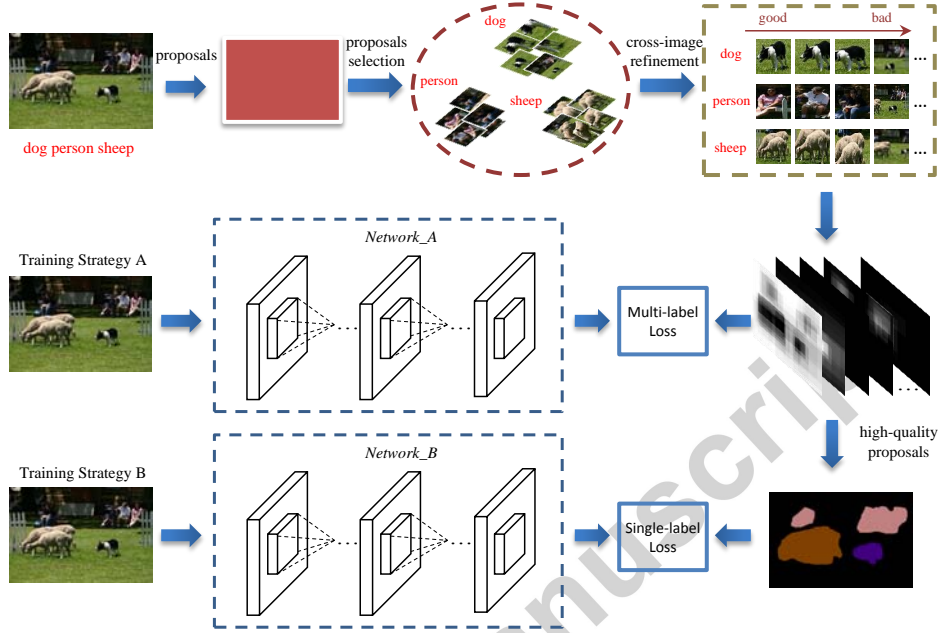 dog person sheep
proposals
proposals
selection
dog
person
sheep
cross-image
refinement
good
bad
dog
...
person
...
sheep
...
Training Strategy A
Network_A
...
...
Multi-label
Loss
...
high-quality
proposals
Training Strategy B
Network_B
...
...
Single-label
Loss
nuscrip